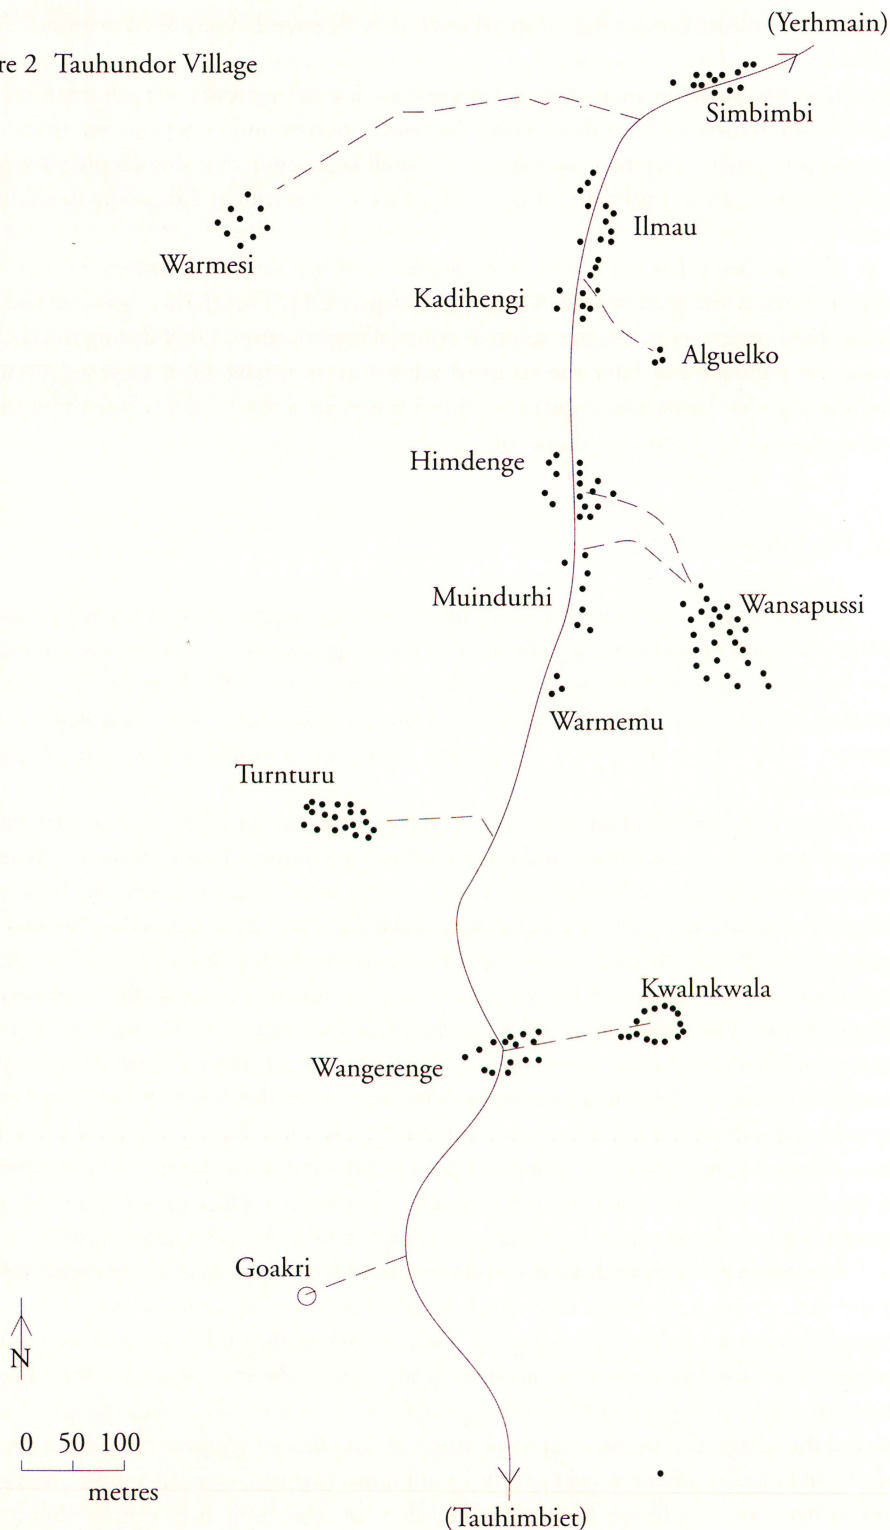 (Yerhmain)
re 2 Tauhundor Village
Simbimbi
Ilmau
Warmesi
Kadihengi
Alguelko
Himdenge
Muindurhi
Wansapussi
Warmemu
Turnturu
Kwalnkwala
Wangerenge
Goakri
N
0 50 100
metres
(Tauhimbiet)